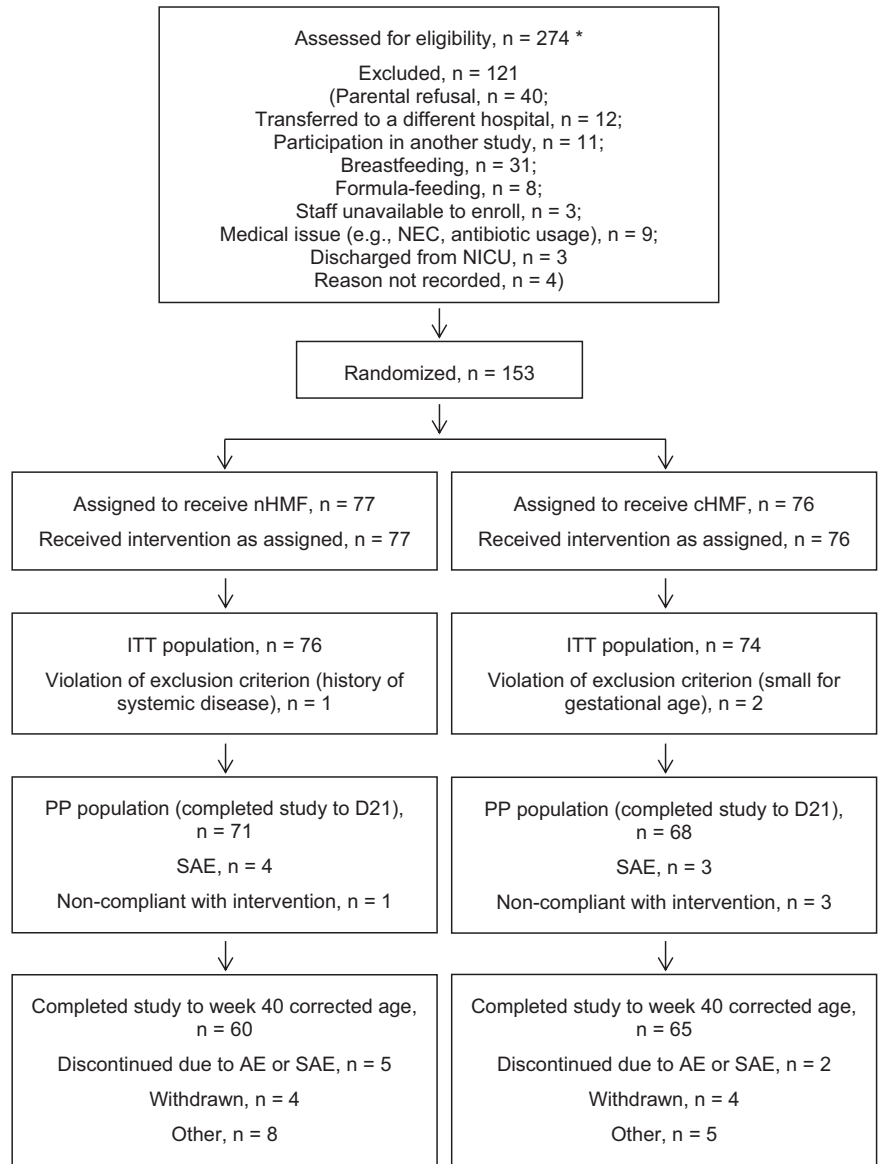 Assessed for eligibility, n = 274 *
Excluded, n = 121
(Parental refusal, n = 40;
Transferred to a different hospital, n = 12;
Participation in another study, n = 11;
Breastfeeding, n = 31;
Formula-feeding, n = 8;
Staff unavailable to enroll, n = 3;
Medical issue (e.g., NEC, antibiotic usage), n = 9;
Discharged from NICU, n = 3
Reason not recorded, n = 4)
Randomized, n = 153
Assigned to receive nHMF, n = 77
Received intervention as assigned, n = 77
Assigned to receive cHMF, n = 76
Received intervention as assigned, n = 76
ITT population, n = 76
Violation of exclusion criterion (history of
systemic disease), n = 1
ITT population, n = 74
Violation of exclusion criterion (small for
gestational age), n = 2
PP population (completed study to D21),
n = 71
SAE, n = 4
Non-compliant with intervention, n = 1
PP population (completed study to D21),
n = 68
SAE, n = 3
Non-compliant with intervention, n = 3
Completed study to week 40 corrected age,
n = 60
Discontinued due to AE or SAE, n = 5
Withdrawn, n = 4
Other, n = 8
Completed study to week 40 corrected age,
n = 65
Discontinued due to AE or SAE, n = 2
Withdrawn, n = 4
Other, n = 5